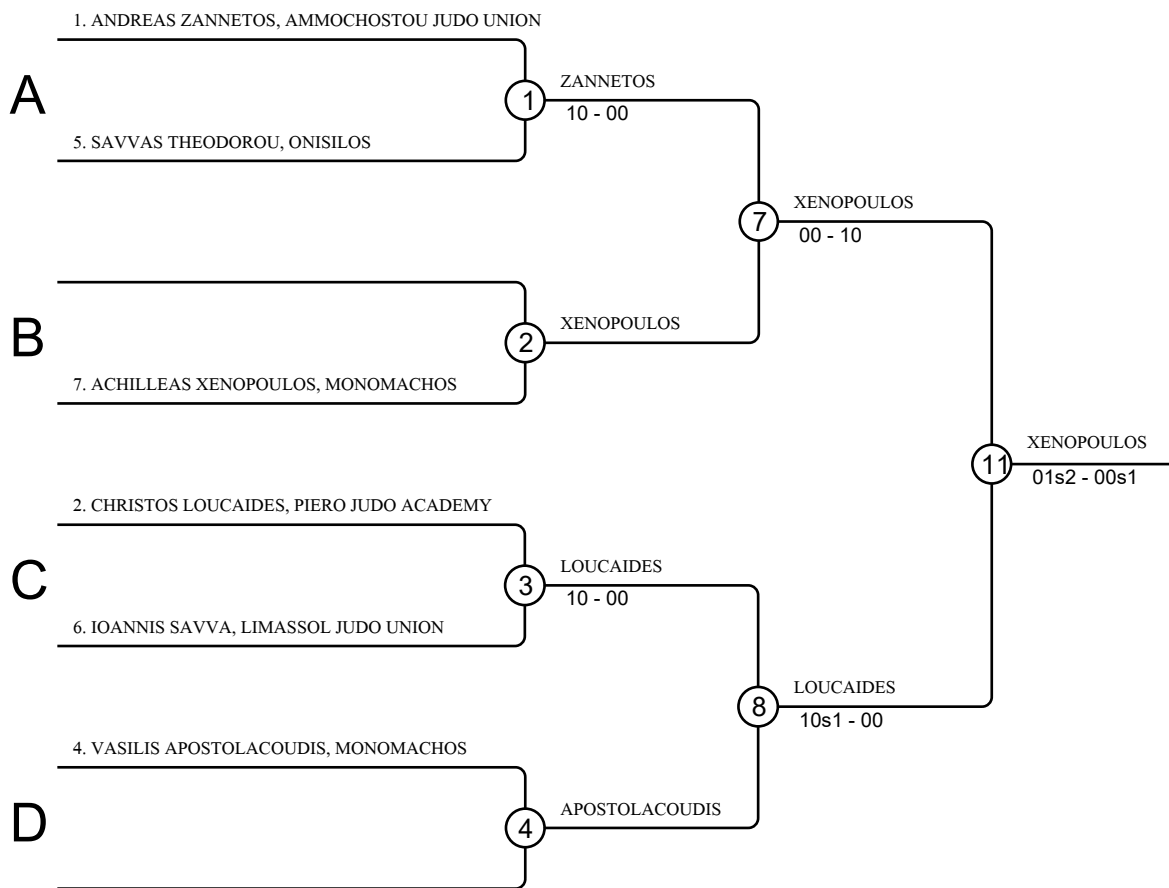 1. ANDREAS ZANNETOS, AMMOCHOSTOU JUDO UNION
A
1
ZANNETOS
10 - 00
5. SAVVAS THEODOROU, ONISILOS
7
XENOPOULOS
00 - 10
B
2
XENOPOULOS
7. ACHILLEAS XENOPOULOS, MONOMACHOS
11
XENOPOULOS
01s2 - 00s1
2. CHRISTOS LOUCAIDES, PIERO JUDO ACADEMY
C
3
LOUCAIDES
10 - 00
6. IOANNIS SAVVA, LIMASSOL JUDO UNION
8
LOUCAIDES
10s1 - 00
4. VASILIS APOSTOLACOUDIS, MONOMACHOS
D
4
APOSTOLACOUDIS